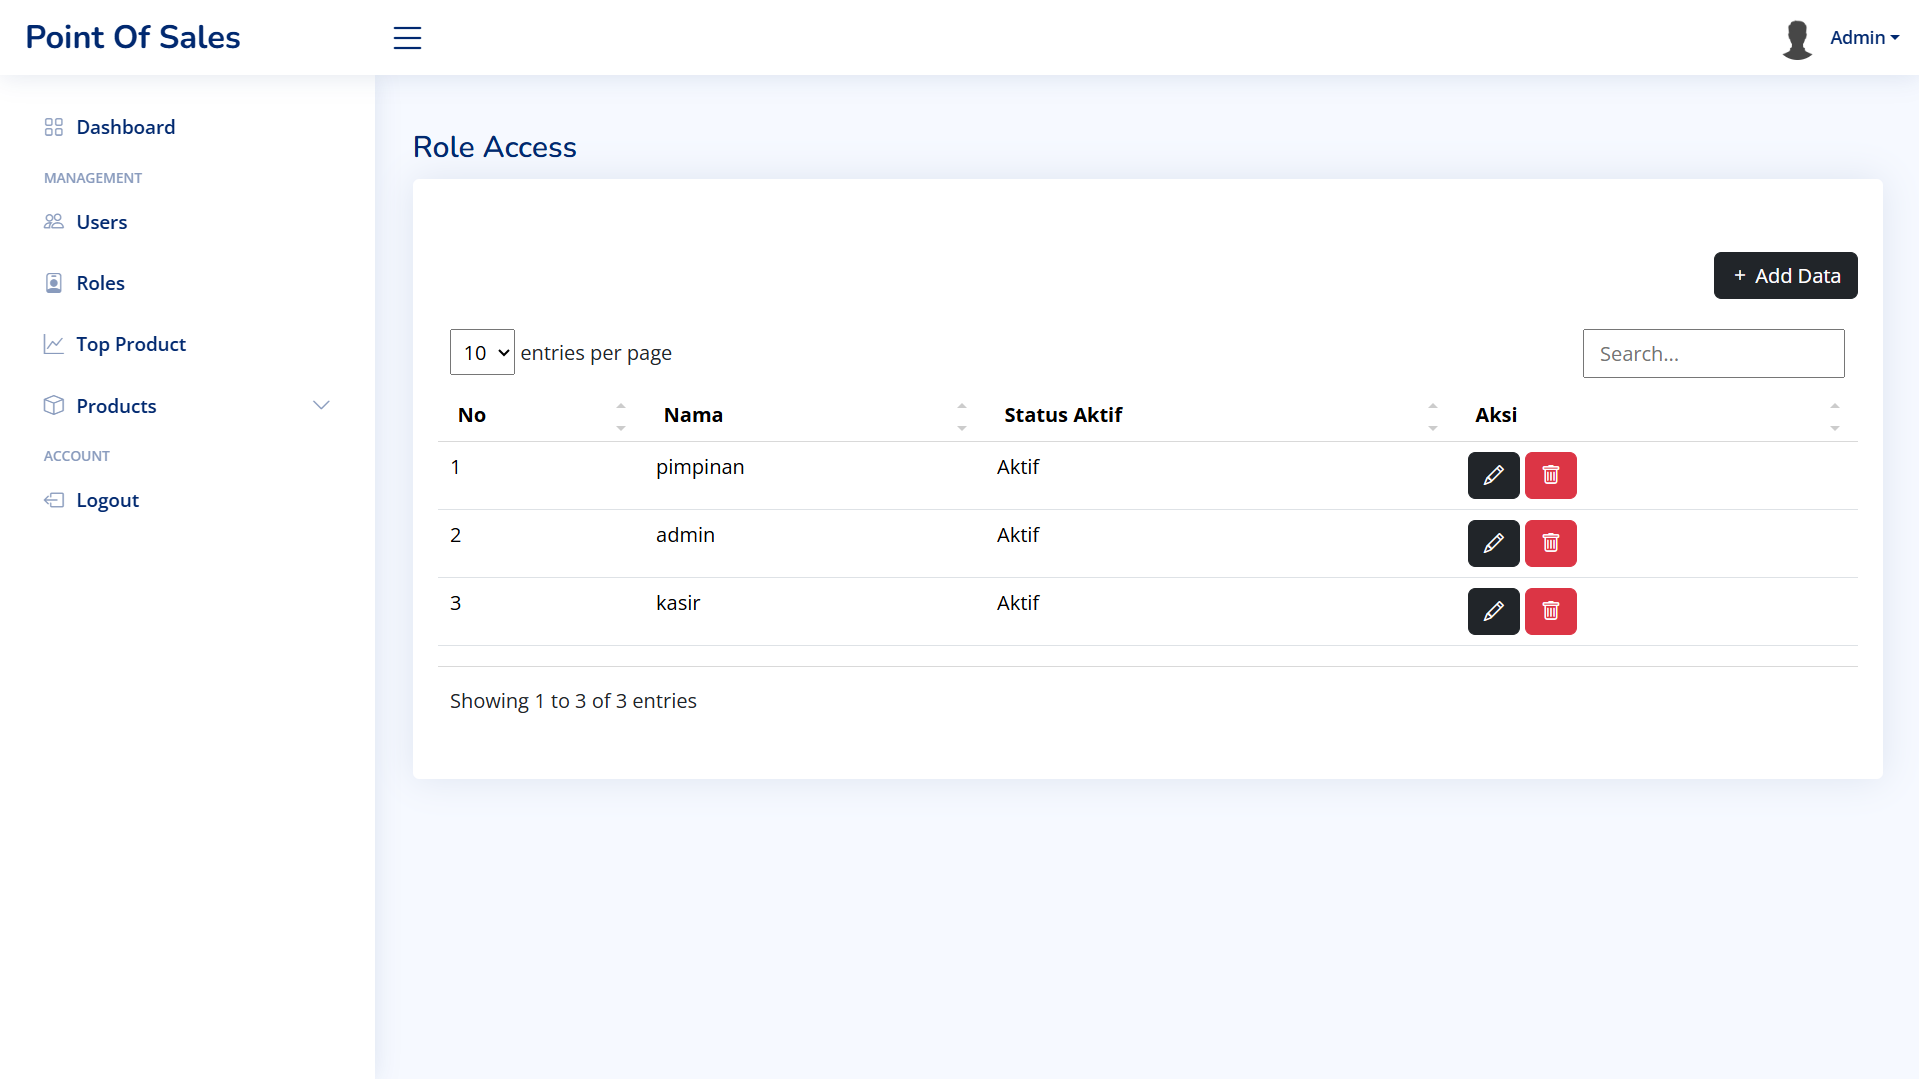 Point Of Sales
Admin
Dashboard
MANAGEMENT
Users
Roles
Top Product
Products
ACCOUNT
Logout
Role Access
+ Add Data
10 entries per page
Search...
No Nama Status Aktif Aksi
1 pimpinan Aktif
2 admin Aktif
3 kasir Aktif
Showing 1 to 3 of 3 entries